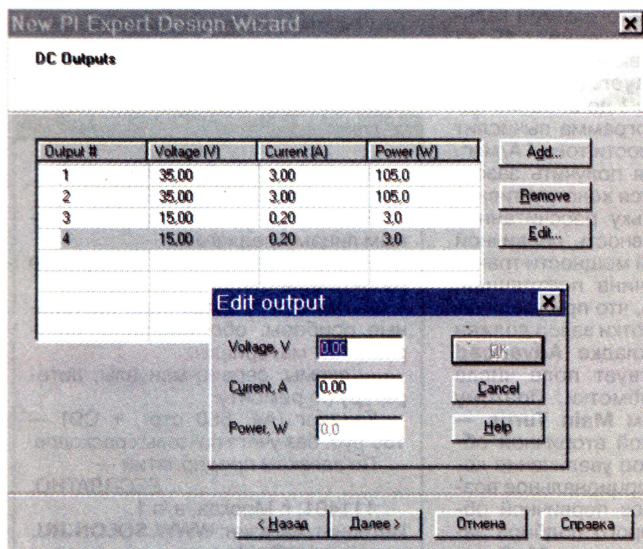 New PI Expert Design Wizard
DC Outputs
Output # Voltage (V) Current (A) Power (W)
1 35,00 3,00 105,0
2 35,00 3,00 105,0
3 15,00 0,20 3,0
4 15,00 0,20 3,0
Add...
Remove
Edit...
Edit output
Voltage, V 0,00
Current, A 0,00
Power, W 0,0
OK
Cancel
Help
< Назад Далее > Отмена Справка